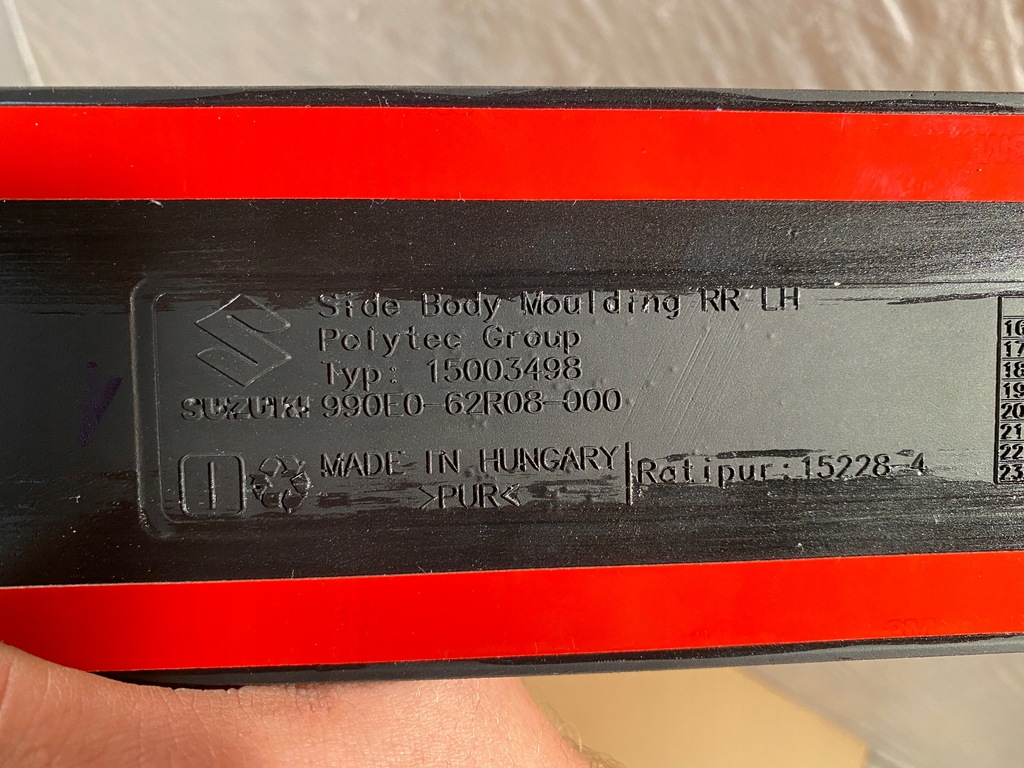 Side Body Moulding RR LH
Polytec Group
Typ: 15003498
SUZUKI 990E0-62R08-000
MADE IN HUNGARY
>PUR<
Ratipur:15228-4
I
16
17
18
19
20
21
22
23